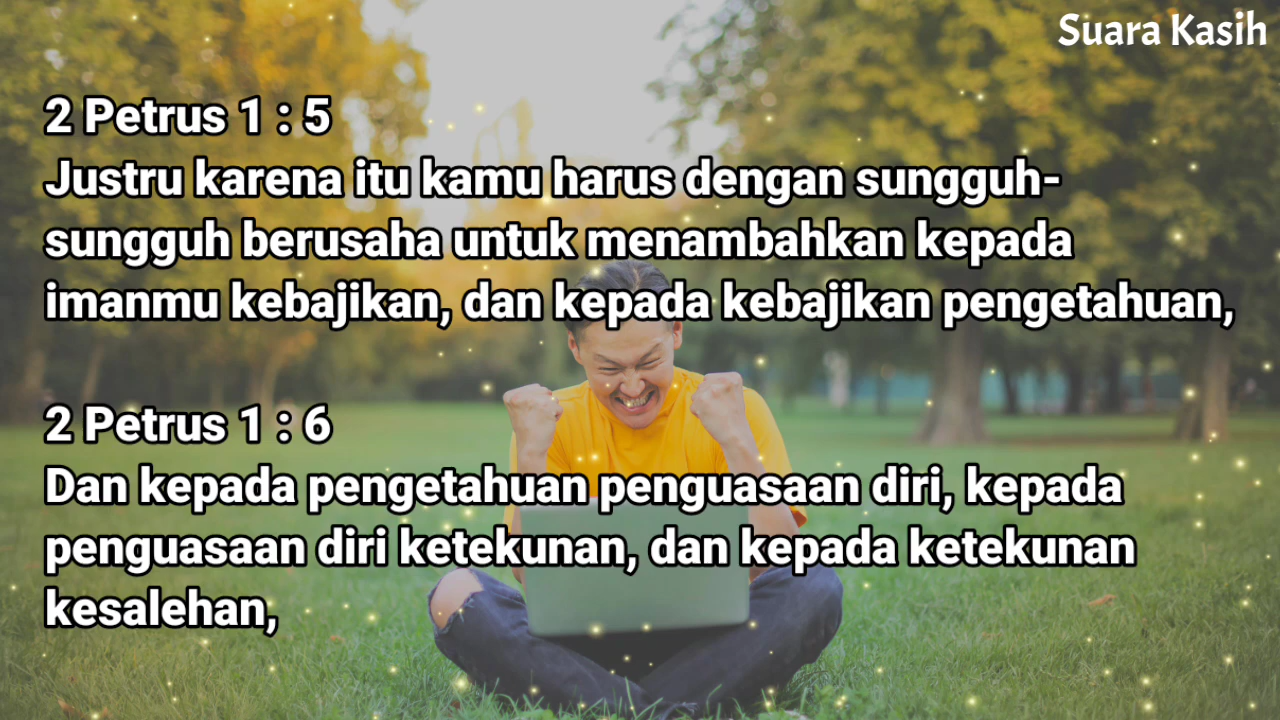 Suara Kasih
2 Petrus 1 : 5
Justru karena itu kamu harus dengan sungguh-
sungguh berusaha untuk menambahkan kepada
imanmu kebajikan, dan kepada kebajikan pengetahuan,
2 Petrus 1 : 6
Dan kepada pengetahuan penguasaan diri, kepada
penguasaan diri ketekunan, dan kepada ketekunan
kesalehan,